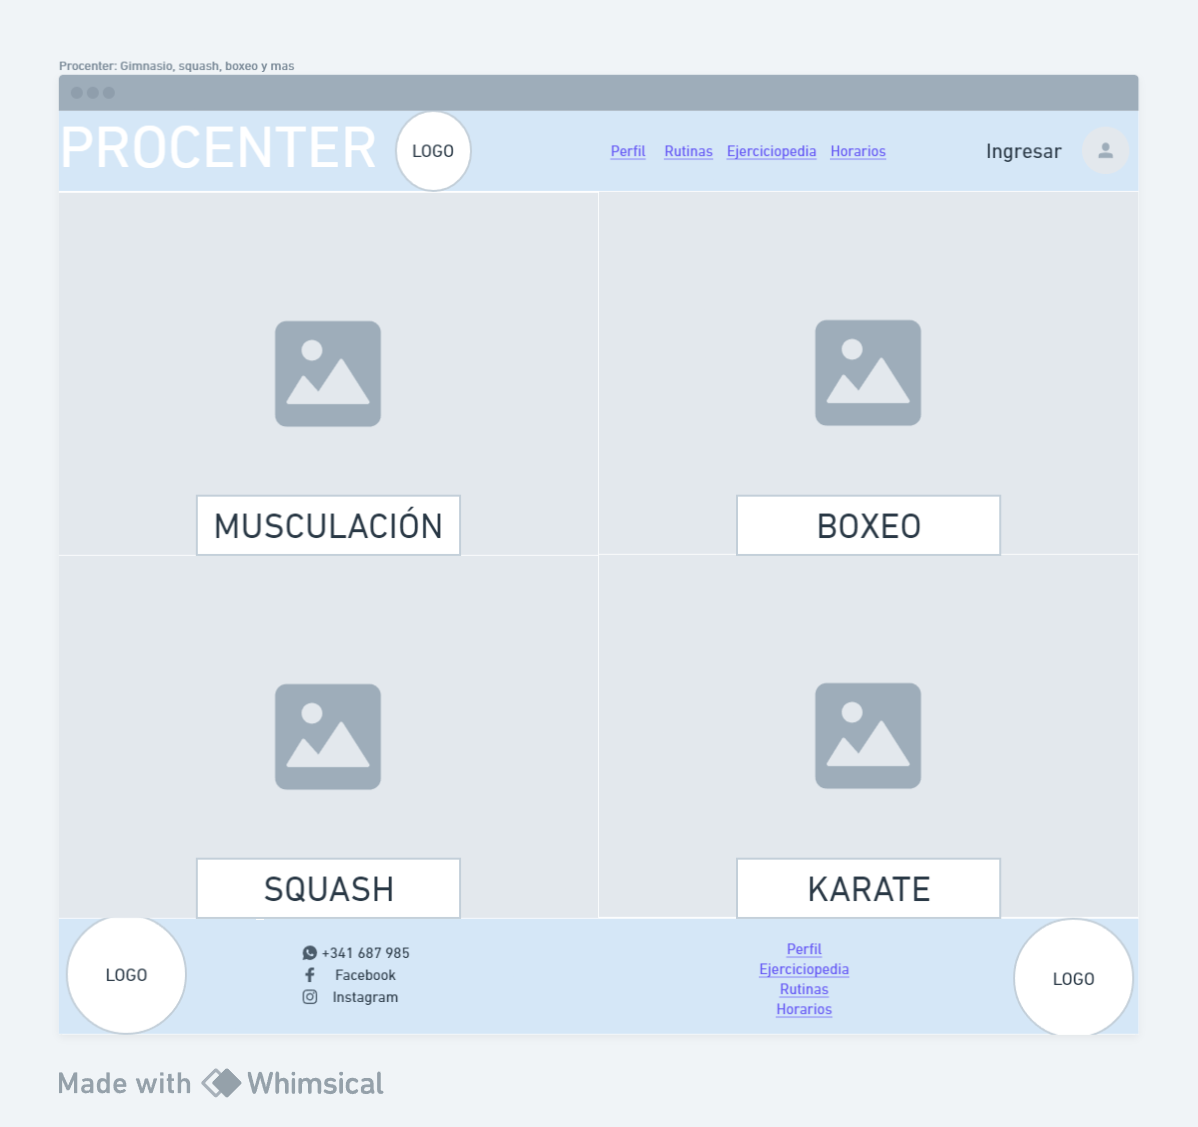 Procenter: Gimnasio, squash, boxeo y mas
PROCENTER
LOGO
Perfil Rutinas Ejerciciopedia Horarios
Ingresar
MUSCULACIÓN
BOXEO
SQUASH
KARATE
LOGO
+341 687 985
Facebook
Instagram
Perfil
Ejerciciopedia
Rutinas
Horarios
LOGO
Made with Whimsical